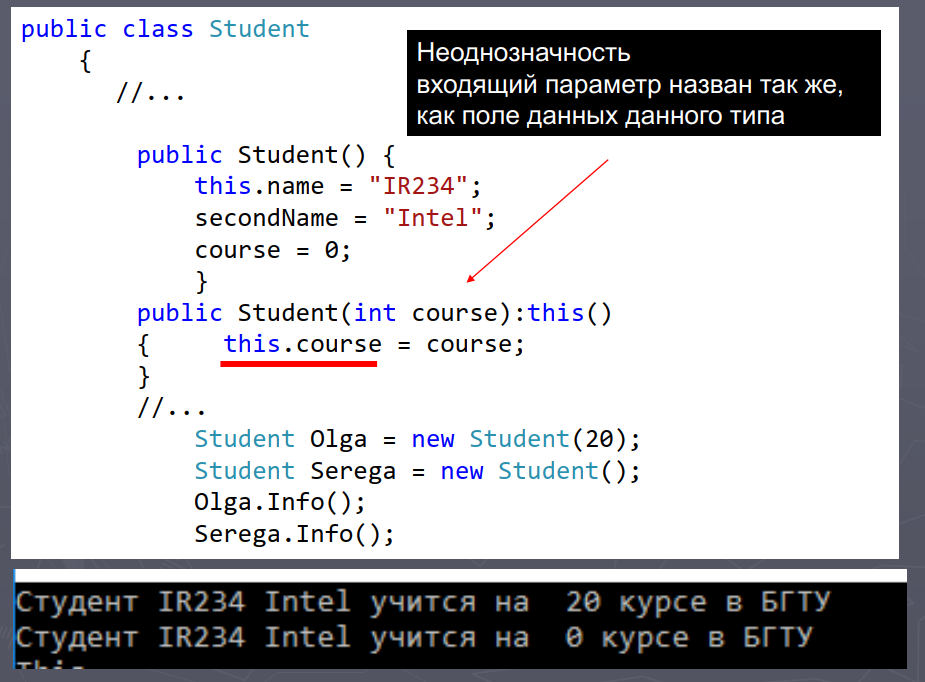 public class Student
{
//...
Неоднозначность
входящий параметр назван так же,
как поле данных данного типа
public Student() {
this.name = "IR234";
secondName = "Intel";
course = 0;
}
public Student(int course):this()
{ this.course = course;
}
//...
Student Olga = new Student(20);
Student Serega = new Student();
Olga.Info();
Serega.Info();
Студент IR234 Intel учится на 20 курсе в БГТУ
Студент IR234 Intel учится на 0 курсе в БГТУ